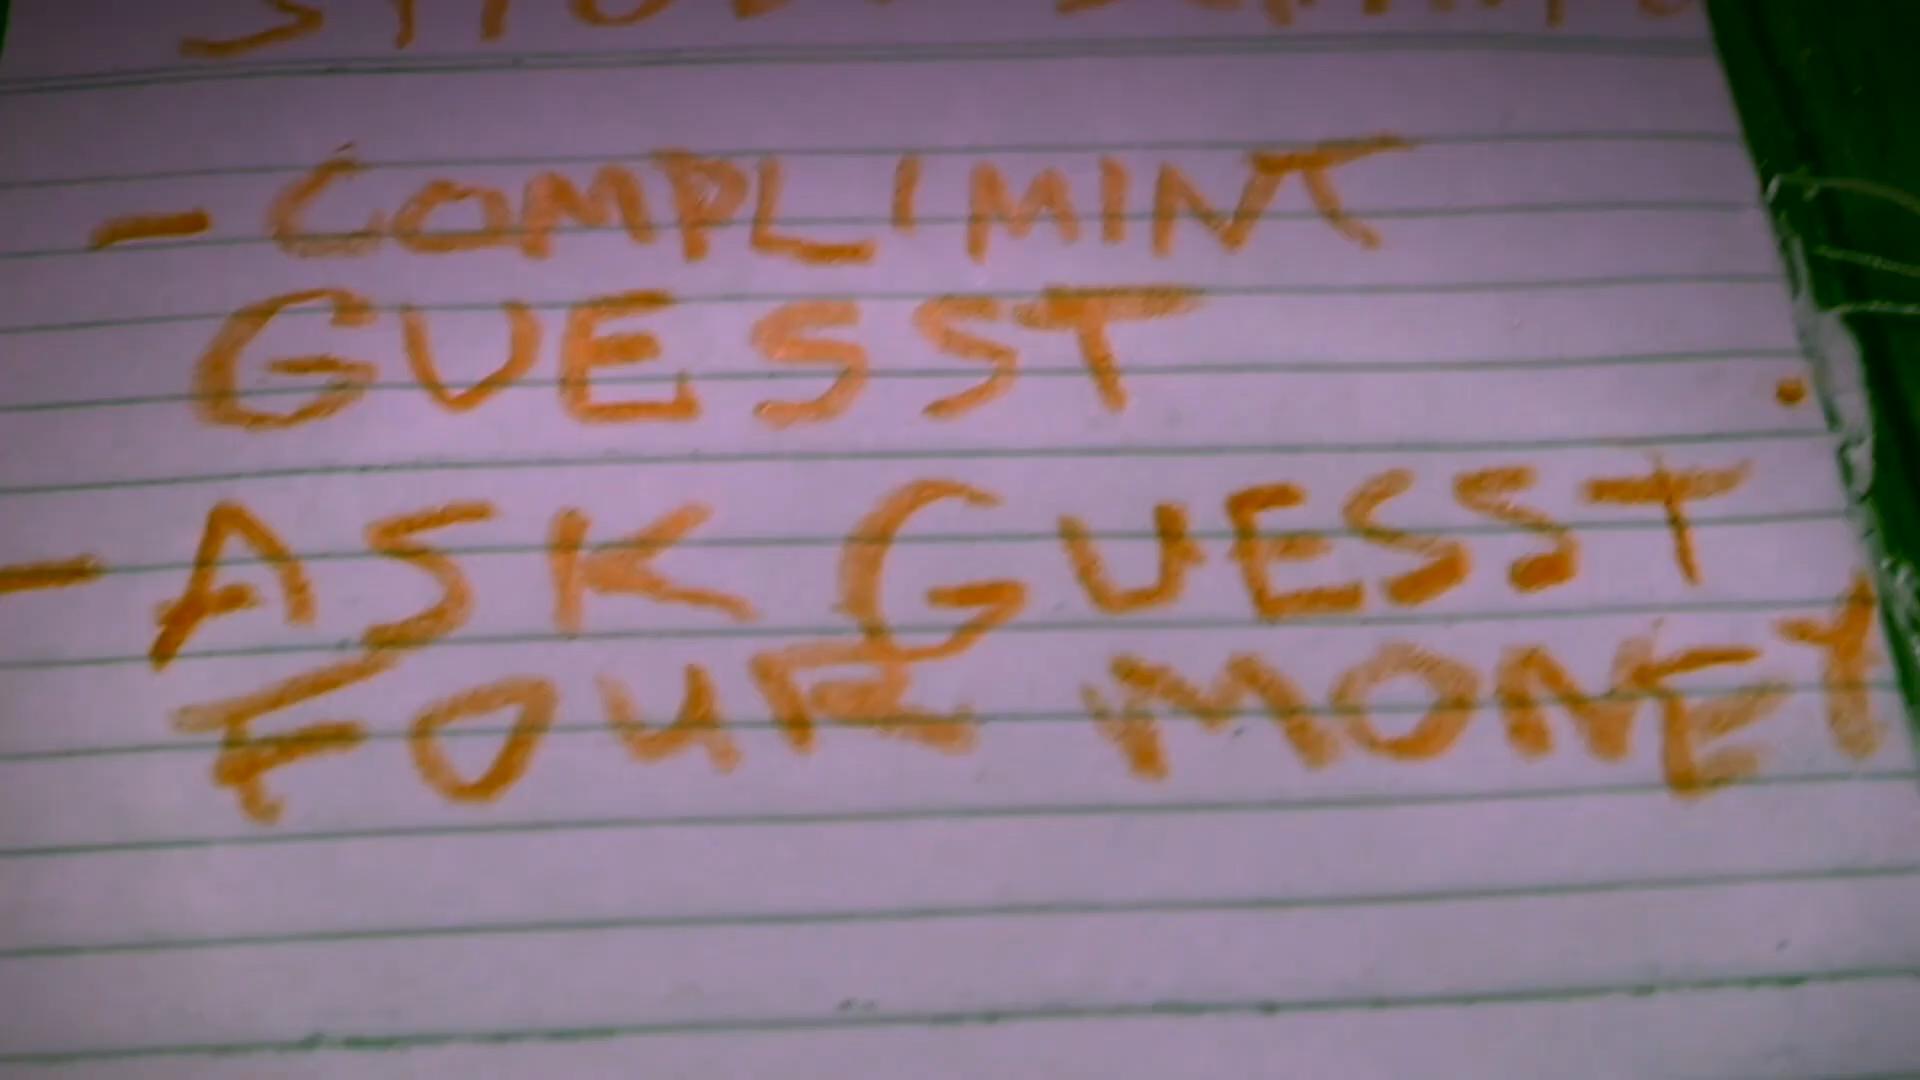 - COMPLIMINT
GUESST
- ASK GUESST
FOUR MONEY